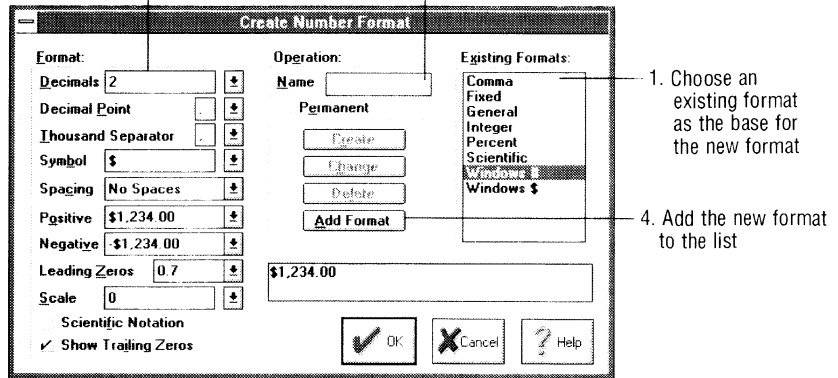 Create Number Format
Format:
Decimals 2
Decimal Point .
Thousand Separator ,
Symbol $
Spacing No Spaces
Positive $1,234.00
Negative -$1,234.00
Leading Zeros 0.7
Scale 0
Scientific Notation
Show Trailing Zeros
Operation:
Name
Permanent
Create
Change
Delete
Add Format
$1,234.00
OK
Cancel
? Help
Existing Formats:
Comma
Fixed
General
Integer
Percent
Scientific
Windows $
Windows $
1. Choose an
existing format
as the base for
the new format
4. Add the new format
to the list